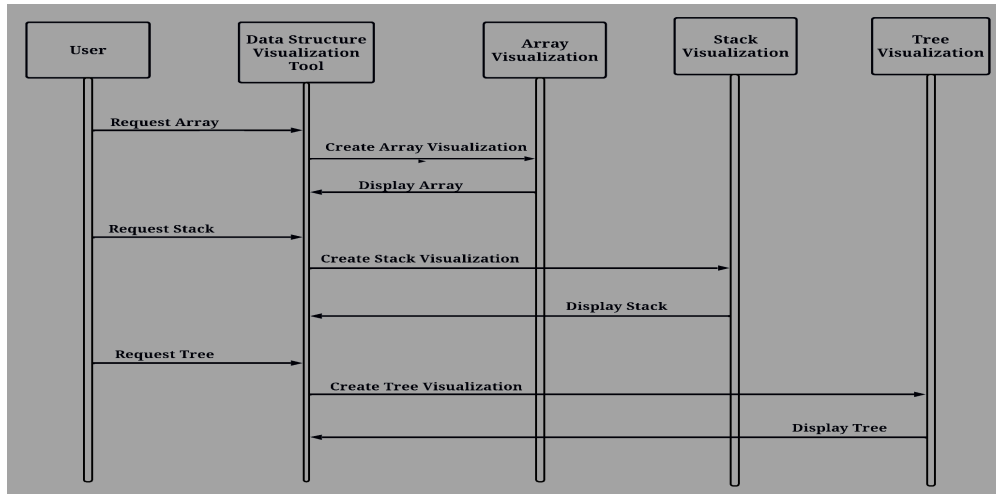 User
Data Structure
Visualization
Tool
Array
Visualization
Stack
Visualization
Tree
Visualization
Request Array
Create Array Visualization
Display Array
Request Stack
Create Stack Visualization
Display Stack
Request Tree
Create Tree Visualization
Display Tree